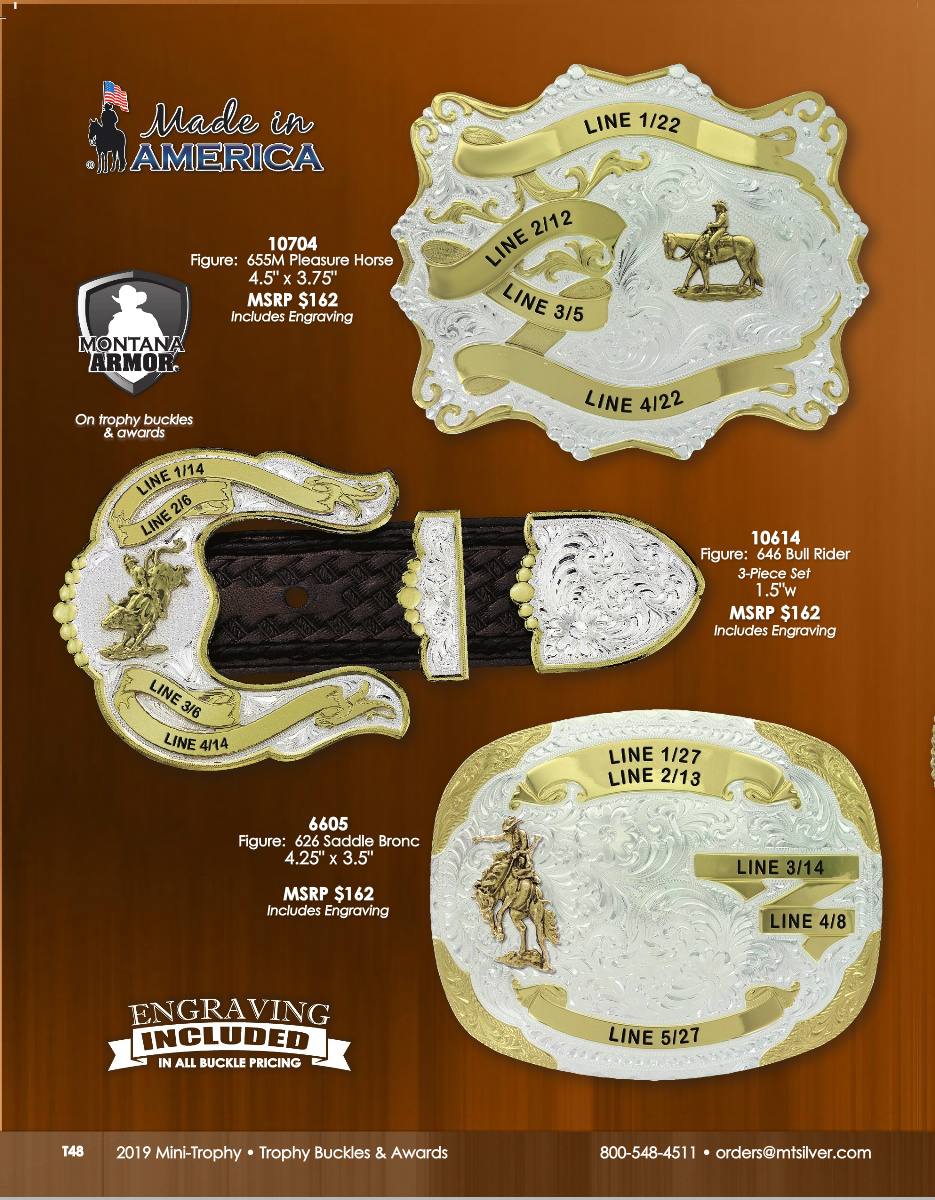 Made in
AMERICA
®
LINE 1/22
LINE 2/12
LINE 3/5
LINE 4/22
10704
Figure: 655M Pleasure Horse
4.5" x 3.75"
MSRP $162
Includes Engraving
MONTANA
ARMOR®
On trophy buckles
& awards
LINE 1/14
LINE 2/6
LINE 3/6
LINE 4/14
10614
Figure: 646 Bull Rider
3-Piece Set
1.5"w
MSRP $162
Includes Engraving
LINE 1/27
LINE 2/13
LINE 3/14
LINE 4/8
LINE 5/27
6605
Figure: 626 Saddle Bronc
4.25" x 3.5"
MSRP $162
Includes Engraving
ENGRAVING
INCLUDED
IN ALL BUCKLE PRICING
T48 2019 Mini-Trophy • Trophy Buckles & Awards 800-548-4511 • orders@mtsilver.com